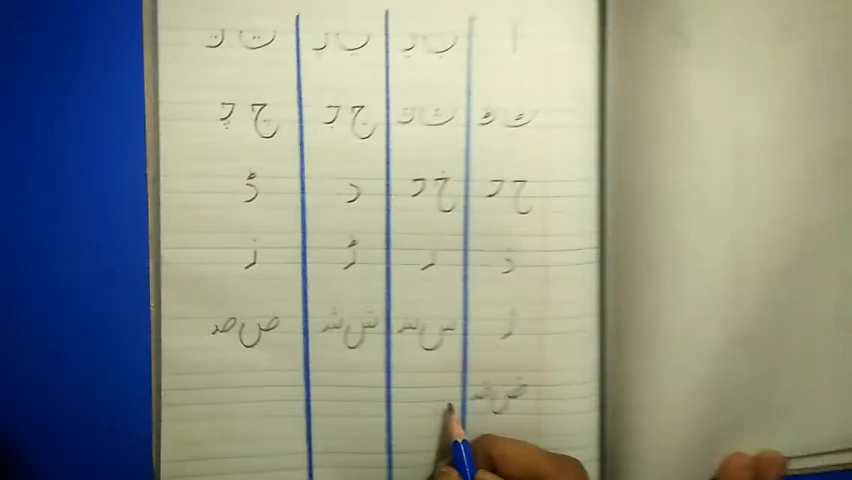 ا ب بـ پ پـ ت تـ
ٹ ٹـ ث ثـ ج جـ چ چـ
ح حـ خ خـ د ڈ
ذ ر ڑ ز
ژ س سـ ش شـ ص صـ
ض ضـ